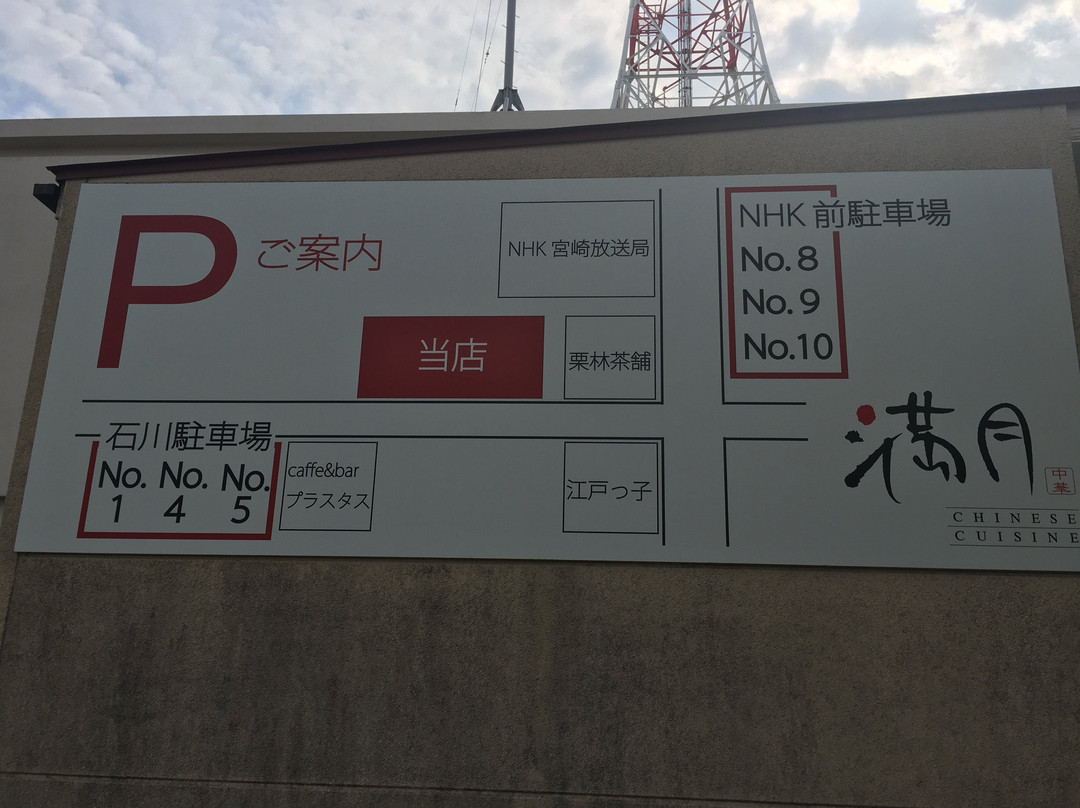 P ご案内
NHK 宮崎放送局
当店
栗林茶舗
NHK 前駐車場
No.8
No.9
No.10
石川駐車場
No. No. No.
1 4 5
caffe&bar
プラスタス
江戸っ子
満月
中華
CHINESE
CUISINE